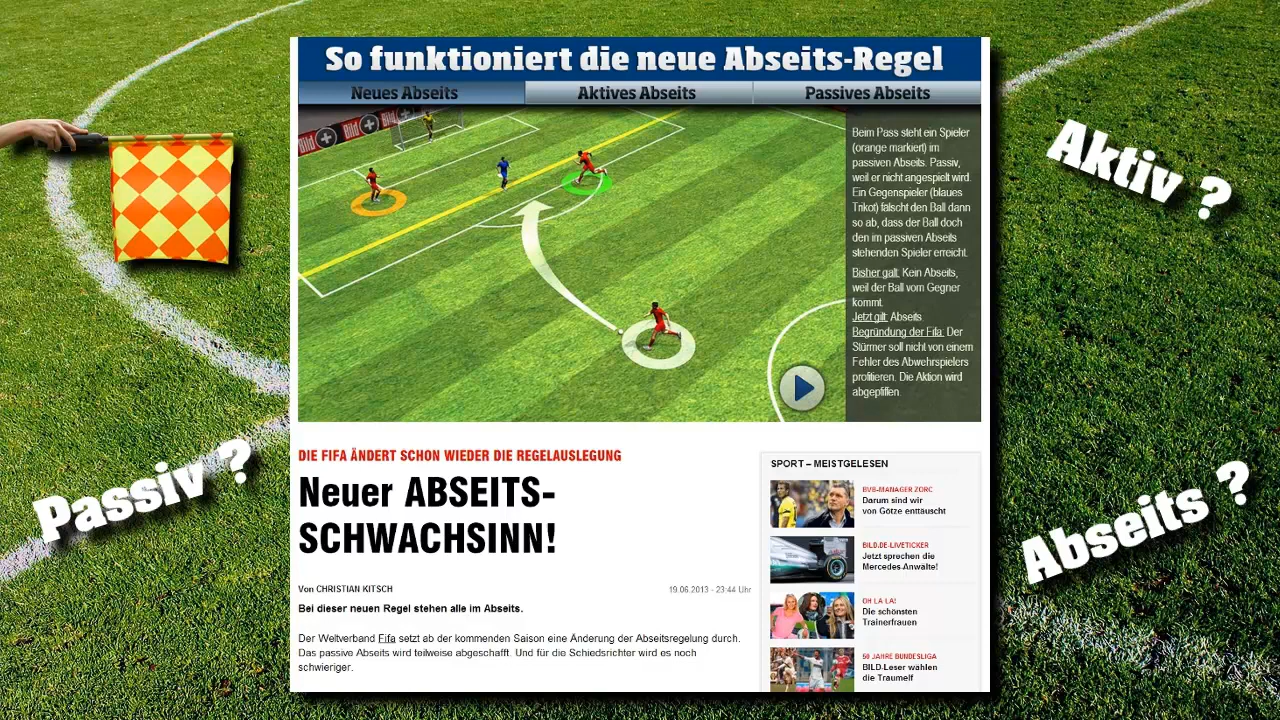 So funktioniert die neue Abseits-Regel
Neues Abseits
Aktives Abseits
Passives Abseits
Bild
Bild
Beim Pass steht ein Spieler
(orange markiert) im
passiven Abseits. Passiv,
weil er nicht angespielt wird.
Ein Gegenspieler (blaues
Trikot) fälscht den Ball dann
so ab, dass der Ball doch
den im passiven Abseits
stehenden Spieler erreicht.
Bisher galt: Kein Abseits,
weil der Ball vom Gegner
kommt.
Jetzt gilt: Abseits
Begründung der Fifa: Der
Stürmer soll nicht von einem
Fehler des Abwehrspielers
profitieren. Die Aktion wird
abgepfiffen.
Aktiv ?
Passiv ?
Abseits ?
DIE FIFA ÄNDERT SCHON WIEDER DIE REGELAUSLEGUNG
Neuer ABSEITS-
SCHWACHSINN!
Von CHRISTIAN KITSCH
19.06.2013 - 23:44 Uhr
Bei dieser neuen Regel stehen alle im Abseits.
Der Weltverband Fifa setzt ab der kommenden Saison eine Änderung der Abseitsregelung durch.
Das passive Abseits wird teilweise abgeschafft. Und für die Schiedsrichter wird es noch
schwieriger.
SPORT – MEISTGELESEN
BVB-MANAGER ZORC
Darum sind wir
von Götze enttäuscht
BILD.DE-LIVETICKER
Jetzt sprechen die
Mercedes-Anwälte!
OH LA LA!
Die schönsten
Trainerfrauen
50 JAHRE BUNDESLIGA
BILD-Leser wählen
die Traumelf